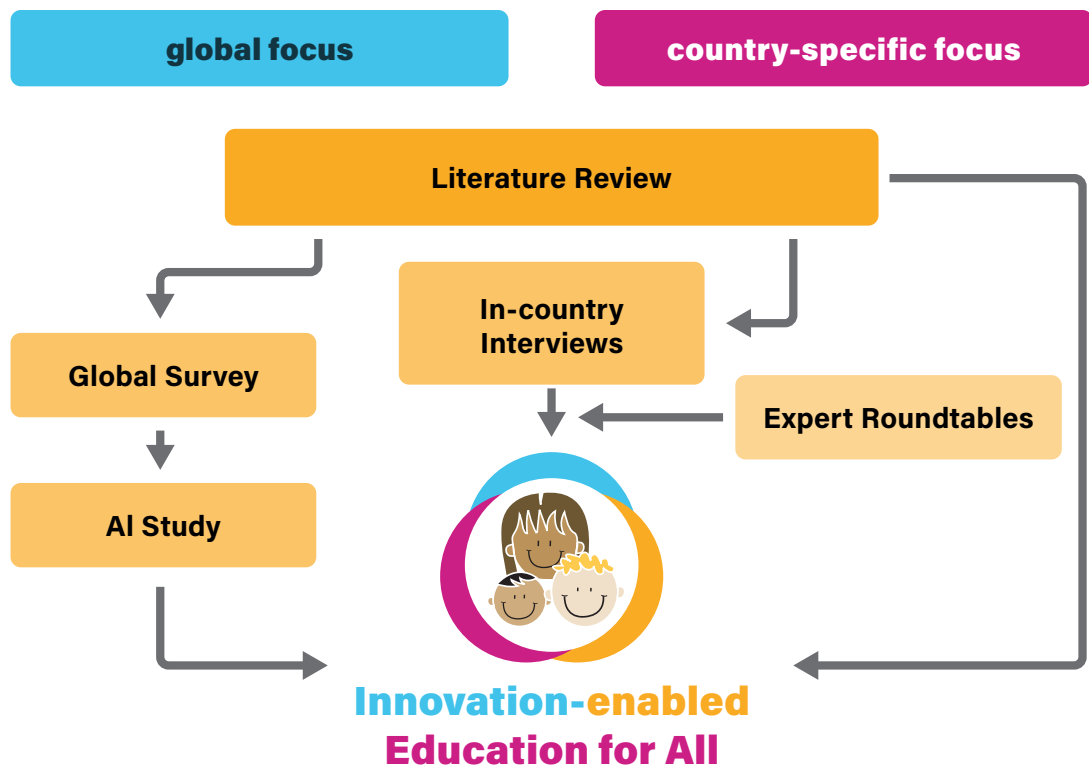 global focus
country-specific focus
Literature Review
In-country
Interviews
Global Survey
Expert Roundtables
AI Study
Innovation-enabled
Education for All